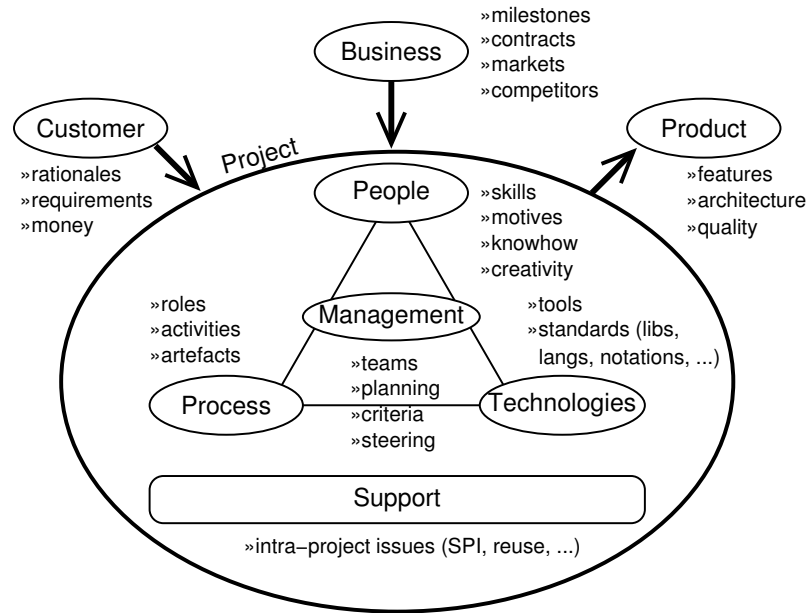 Business
»milestones
»contracts
»markets
»competitors
Customer
»rationales
»requirements
»money
Project
Product
»features
»architecture
»quality
People
»skills
»motives
»knowhow
»creativity
Management
»roles
»activities
»artefacts
»tools
»standards (libs,
langs, notations, ...)
»teams
»planning
»criteria
»steering
Process
Technologies
Support
»intra−project issues (SPI, reuse, ...)